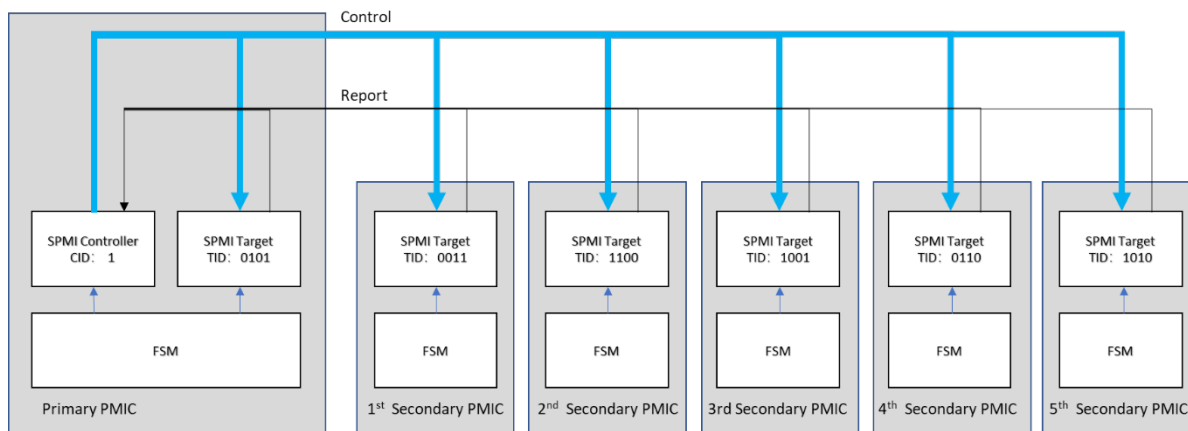 Control
Report
SPMI Controller
CID: 1
SPMI Target
TID: 0101
SPMI Target
TID: 0011
SPMI Target
TID: 1100
SPMI Target
TID: 1001
SPMI Target
TID: 0110
SPMI Target
TID: 1010
FSM
FSM
FSM
FSM
FSM
FSM
Primary PMIC
1st Secondary PMIC
2nd Secondary PMIC
3rd Secondary PMIC
4th Secondary PMIC
5th Secondary PMIC